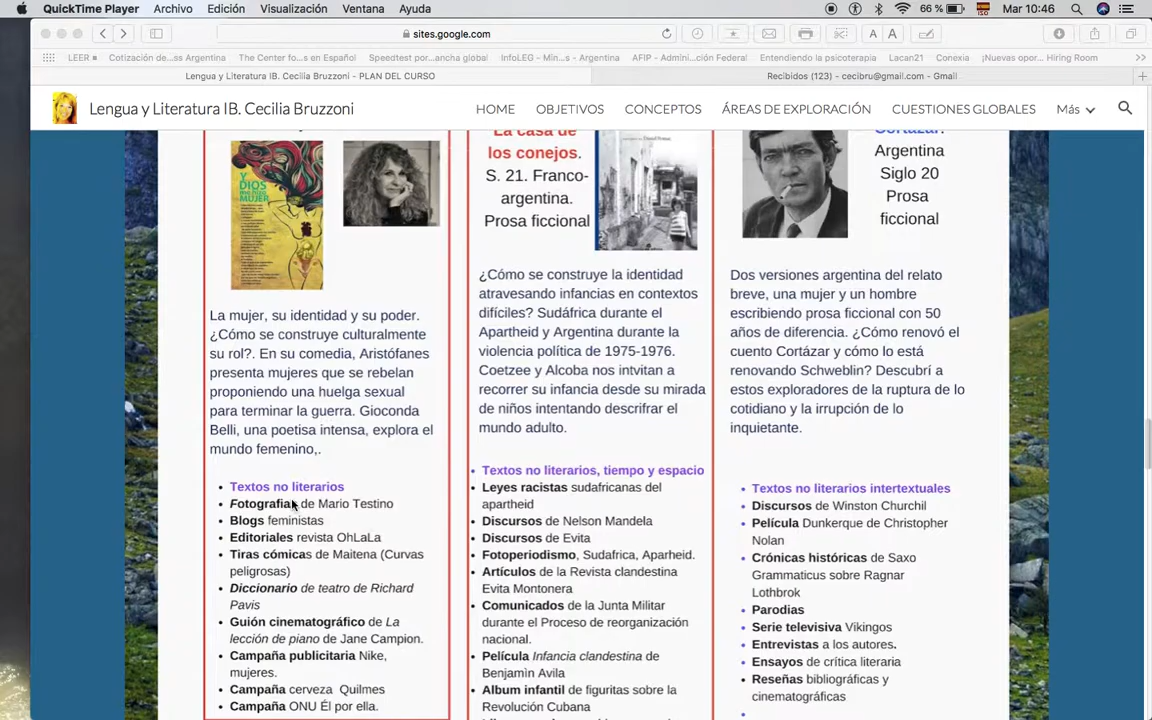 QuickTime Player Archivo Edición Visualización Ventana Ayuda 66 % ISO Mar 10:46
sites.google.com
A A
LEER Cotización de...ss Argentina The Center fo...s en Español Speedtest por...ancha global InfoLEG - Min...s - Argentina AFIP - Admini...ción Federal Entendiendo la psicoterapia Lacan21 Conexia ¡Nuevas opor... Hiring Room
Lengua y Literatura IB. Cecilia Bruzzoni - PLAN DEL CURSO Recibidos (123) - cecibru@gmail.com - Gmail
Lengua y Literatura IB. Cecilia Bruzzoni HOME OBJETIVOS CONCEPTOS ÁREAS DE EXPLORACIÓN CUESTIONES GLOBALES Más
Y DIOS
me hizo
MUJER
La mujer, su identidad y su poder.
¿Cómo se construye culturalmente
su rol?. En su comedia, Aristófanes
presenta mujeres que se rebelan
proponiendo una huelga sexual
para terminar la guerra. Gioconda
Belli, una poetisa intensa, explora el
mundo femenino,.
Textos no literarios
Fotografias de Mario Testino
Blogs feministas
Editoriales revista OhLaLa
Tiras cómicas de Maitena (Curvas
peligrosas)
Diccionario de teatro de Richard
Pavis
Guión cinematográfico de La
lección de piano de Jane Campion.
Campaña publicitaria Nike,
mujeres.
Campaña cerveza Quilmes
Campaña ONU Él por ella.
La casa de
los conejos.
S. 21. Franco-
argentina.
Prosa ficcional
¿Cómo se construye la identidad
atravesando infancias en contextos
difíciles? Sudáfrica durante el
Apartheid y Argentina durante la
violencia política de 1975-1976.
Coetzee y Alcoba nos intvitan a
recorrer su infancia desde su mirada
de niños intentando descrifrar el
mundo adulto.
Textos no literarios, tiempo y espacio
Leyes racistas sudafricanas del
apartheid
Discursos de Nelson Mandela
Discursos de Evita
Fotoperiodismo, Sudafrica, Aparheid.
Artículos de la Revista clandestina
Evita Montonera
Comunicados de la Junta Militar
durante el Proceso de reorganización
nacional.
Película Infancia clandestina de
Benjamìn Avila
Album infantil de figuritas sobre la
Revolución Cubana
Cortázar.
Argentina
Siglo 20
Prosa
ficcional
Dos versiones argentina del relato
breve, una mujer y un hombre
escribiendo prosa ficcional con 50
años de diferencia. ¿Cómo renovó el
cuento Cortázar y cómo lo está
renovando Schweblin? Descubrí a
estos exploradores de la ruptura de lo
cotidiano y la irrupción de lo
inquietante.
Textos no literarios intertextuales
Discursos de Winston Churchil
Película Dunkerque de Christopher
Nolan
Crónicas históricas de Saxo
Grammaticus sobre Ragnar
Lothbrok
Parodias
Serie televisiva Vikingos
Entrevistas a los autores.
Ensayos de crítica literaria
Reseñas bibliográficas y
cinematográficas